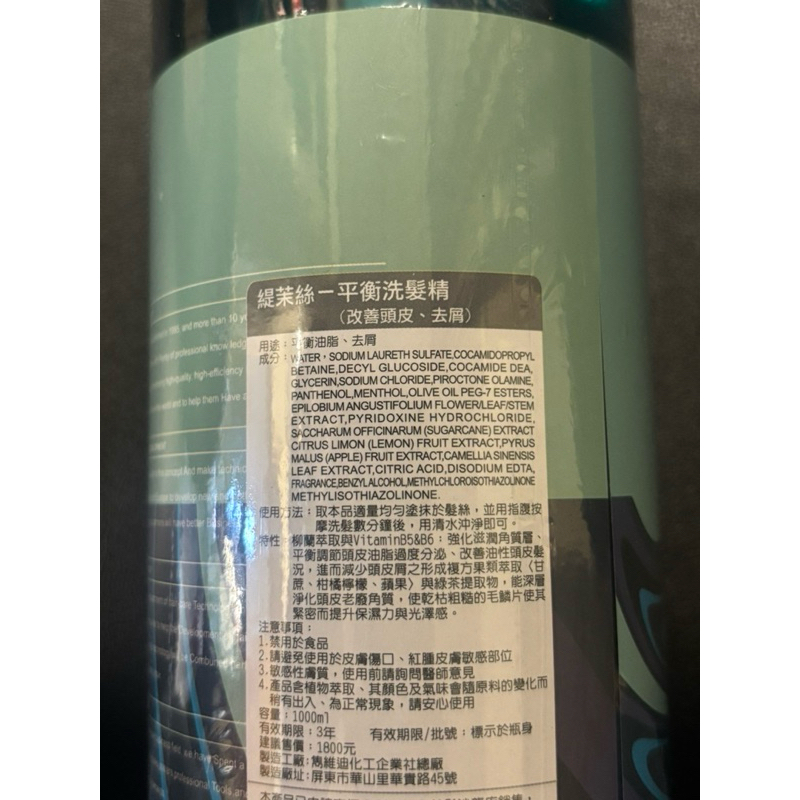 緹茉絲－平衡洗髮精
（改善頭皮、去屑）
用途：平衡油脂、去屑
成分：WATER，SODIUM LAURETH SULFATE,COCAMIDOPROPYL
BETAINE,DECYL GLUCOSIDE,COCAMIDE DEA,
GLYCERIN,SODIUM CHLORIDE,PIROCTONE OLAMINE,
PANTHENOL,MENTHOL,OLIVE OIL PEG-7 ESTERS,
EPILOBIUM ANGUSTIFOLIUM FLOWER/LEAF/STEM
EXTRACT,PYRIDOXINE HYDROCHLORIDE,
SACCHARUM OFFICINARUM (SUGARCANE) EXTRACT
CITRUS LIMON (LEMON) FRUIT EXTRACT,PYRUS
MALUS (APPLE) FRUIT EXTRACT,CAMELLIA SINENSIS
LEAF EXTRACT,CITRIC ACID,DISODIUM EDTA,
FRAGRANCE,BENZYL ALCOHOL,METHYLCHLOROISOTHIAZOLINONE
METHYLISOTHIAZOLINONE.
使用方法：取本品適量均勻塗抹於髮絲，並用指腹按
摩洗髮數分鐘後，用清水沖淨即可。
特性：柳蘭萃取與VitaminB5&B6：強化滋潤角質層、
平衡調節頭皮油脂過度分泌、改善油性頭皮髮
況，進而減少頭皮屑之形成複方果類萃取〈甘
蔗、柑橘檸檬、蘋果〉與綠茶提取物，能深層
淨化頭皮老廢角質，使乾枯粗糙的毛鱗片使其
緊密而提升保濕力與光澤感。
注意事項：
1.禁用於食品
2.請避免使用於皮膚傷口、紅腫皮膚敏感部位
3.敏感性膚質，使用前請詢問醫師意見
4.產品含植物萃取、其顏色及氣味會隨原料的變化而
稍有出入、為正常現象，請安心使用
容量：1000ml
有效期限：3年 有效期限/批號：標示於瓶身
建議售價：1800元
製造工廠:雋維迪化工企業社總廠
製造廠址:屏東市華山里華貴路45號
and more than 10
of professional
high-quality high-efficiency
and to help them have a